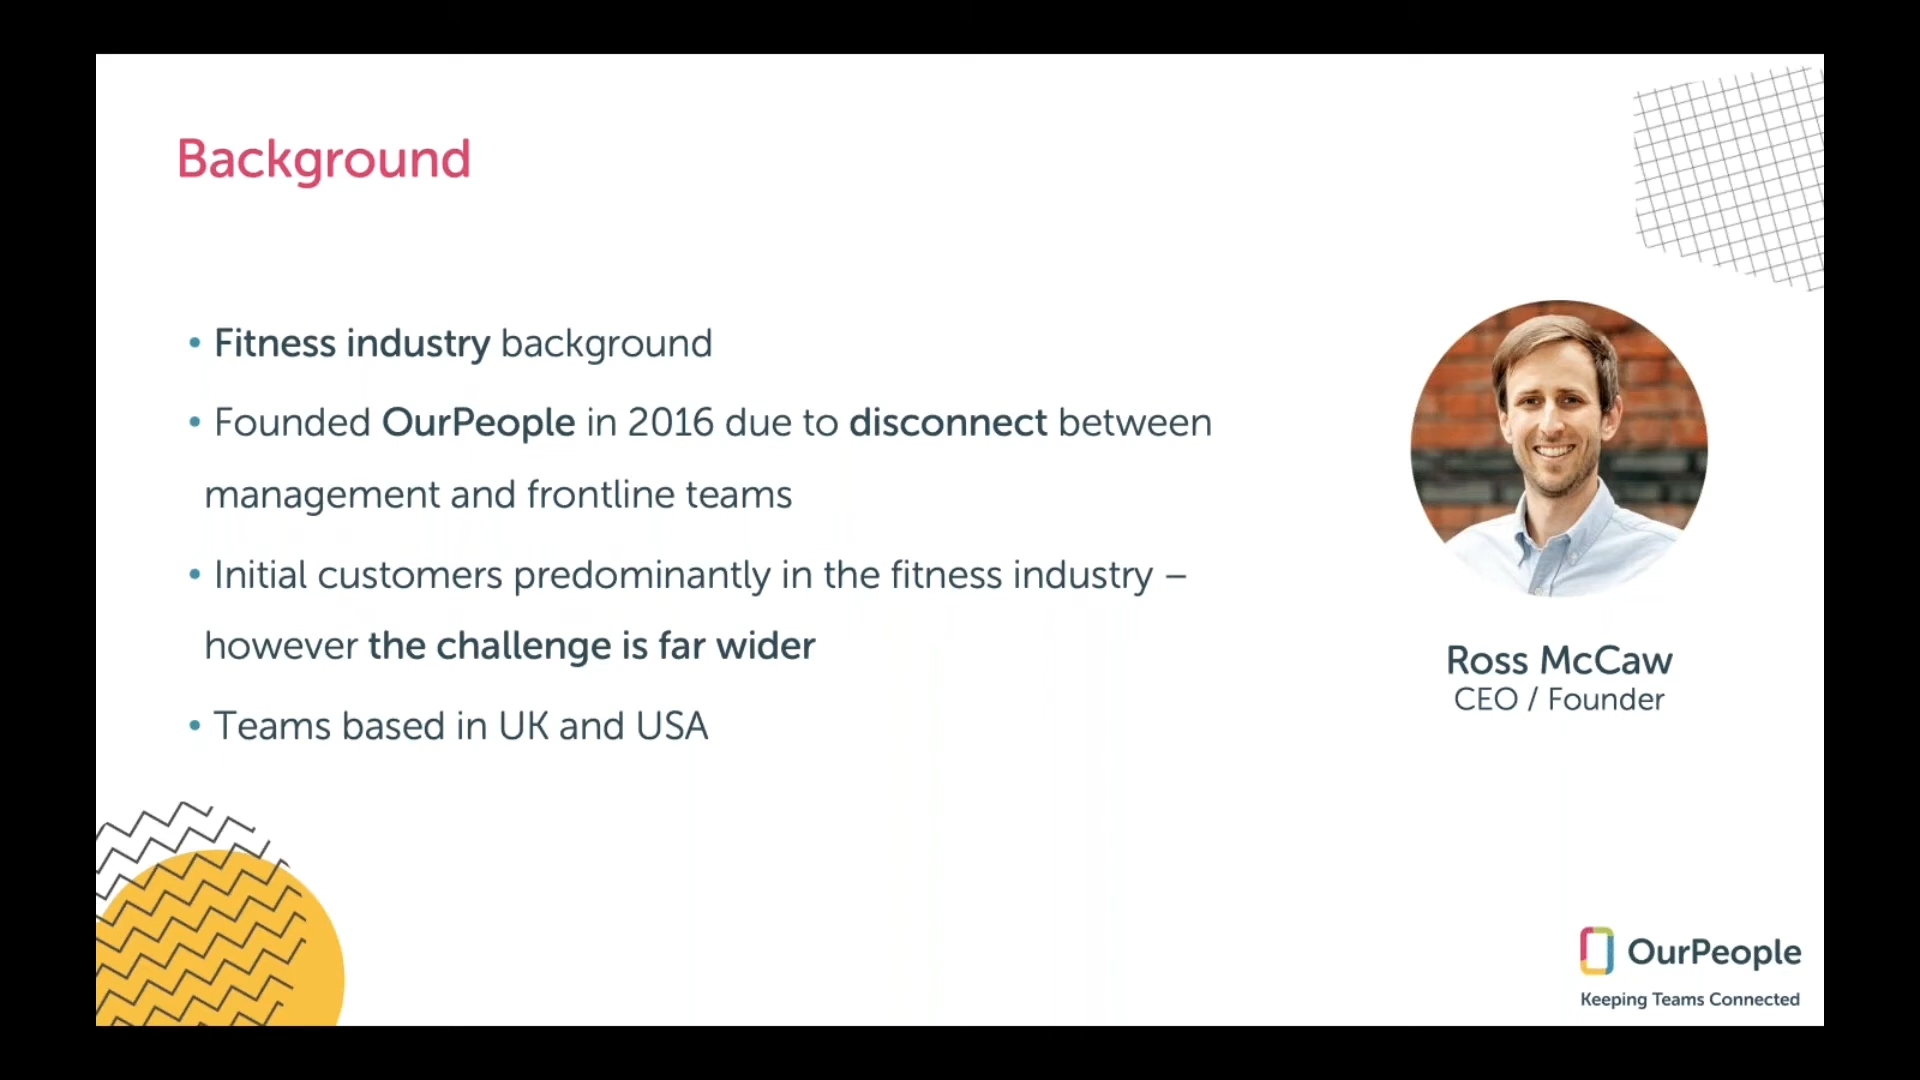 Background
• Fitness industry background
• Founded OurPeople in 2016 due to disconnect between
management and frontline teams
• Initial customers predominantly in the fitness industry –
however the challenge is far wider
• Teams based in UK and USA
Ross McCaw
CEO / Founder
OurPeople
Keeping Teams Connected